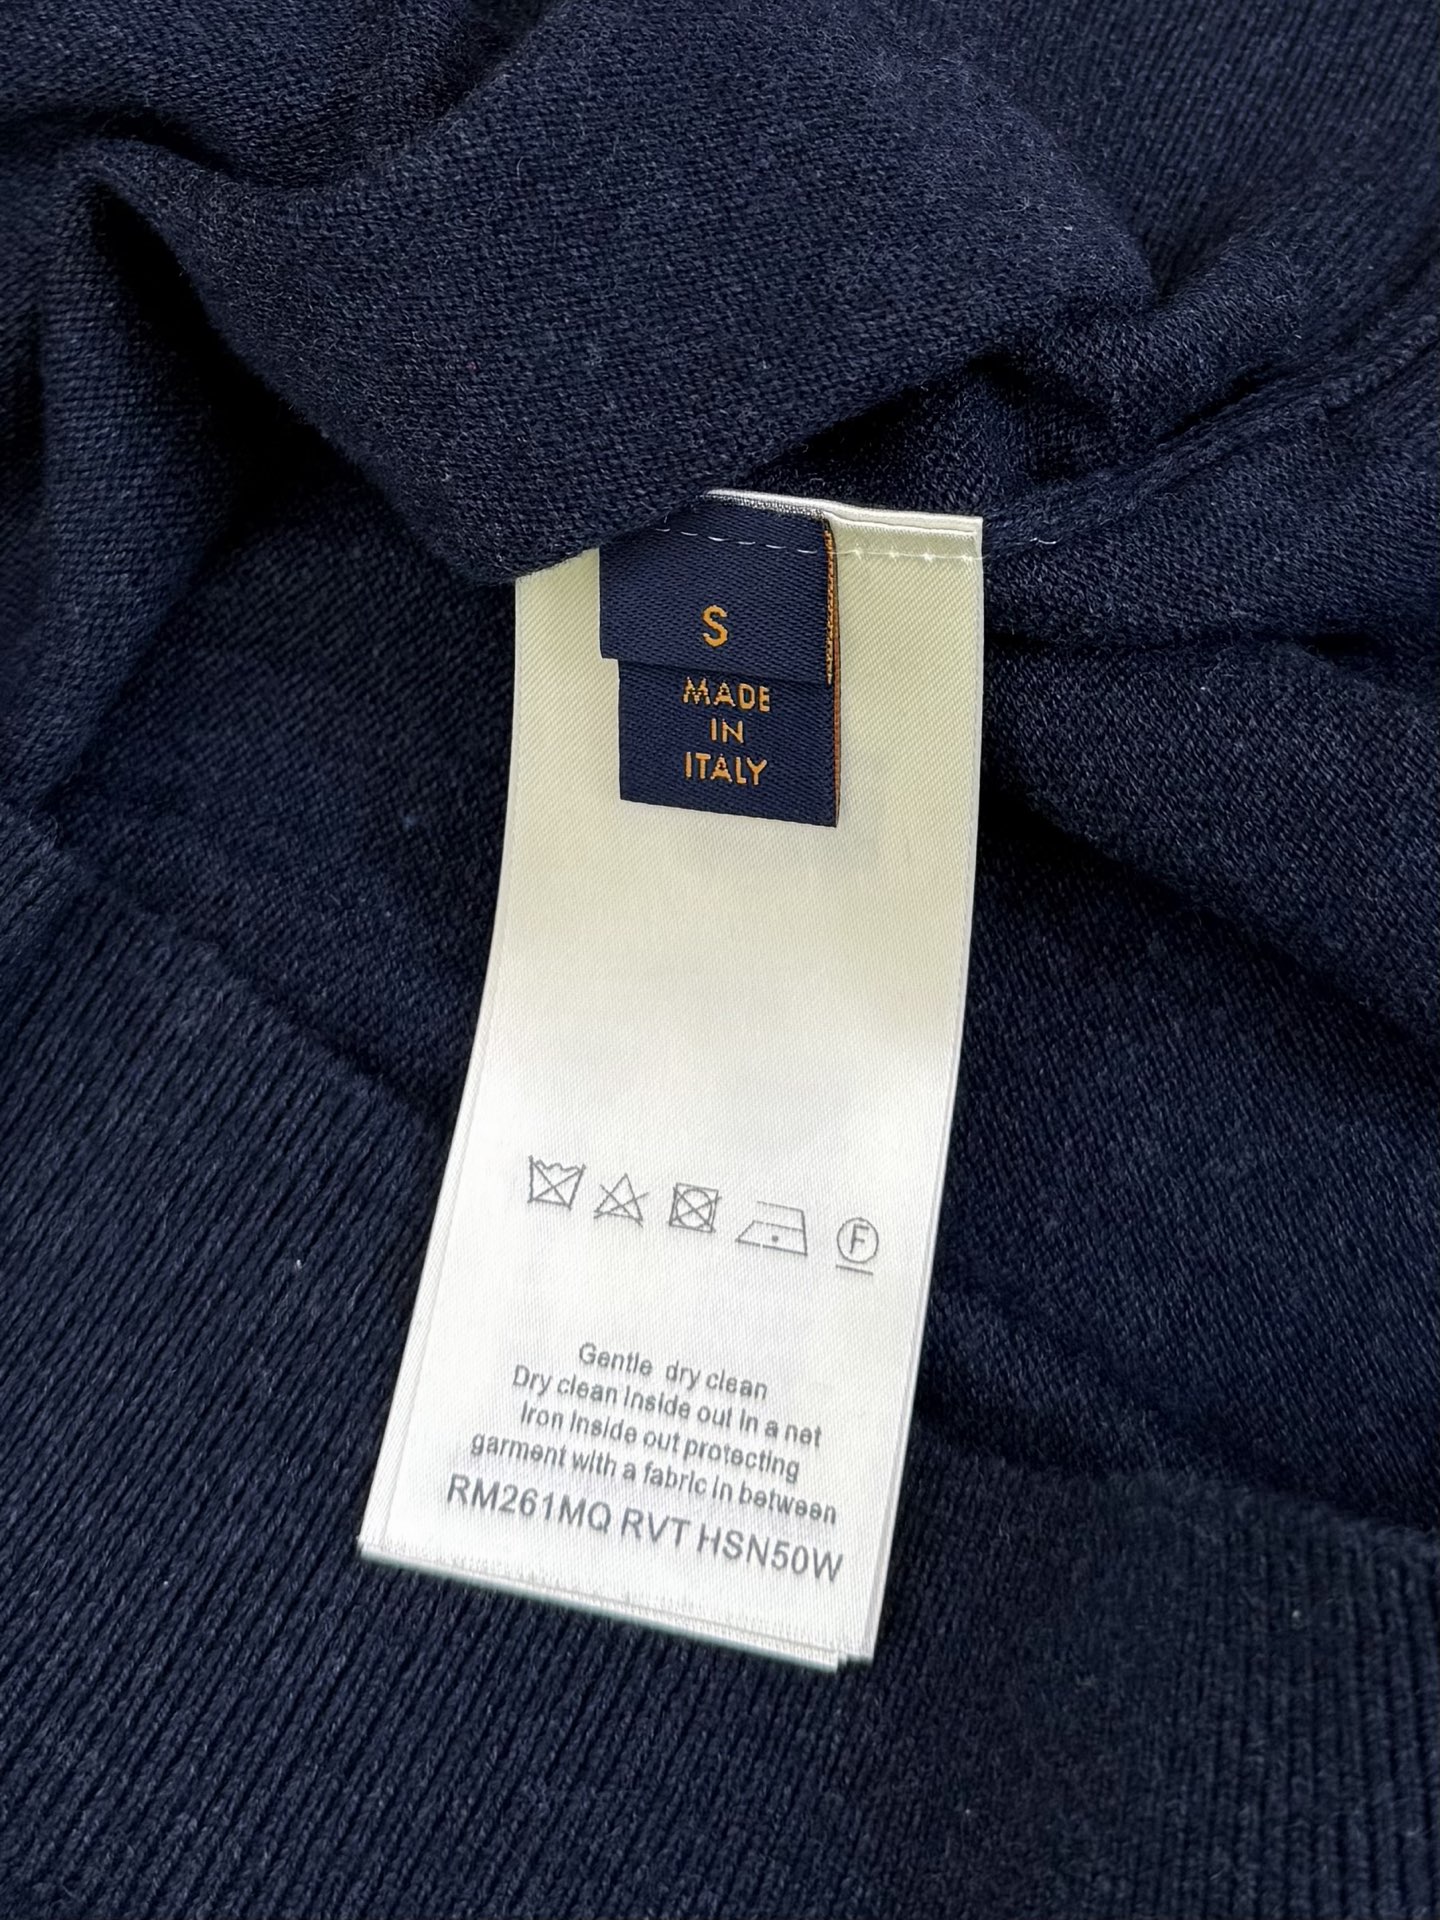 S
MADE
IN
ITALY
F
Gentle dry clean
Dry clean inside out in a net
Iron inside out protecting
garment with a fabric in between
RM261MQ RVT HSN50W